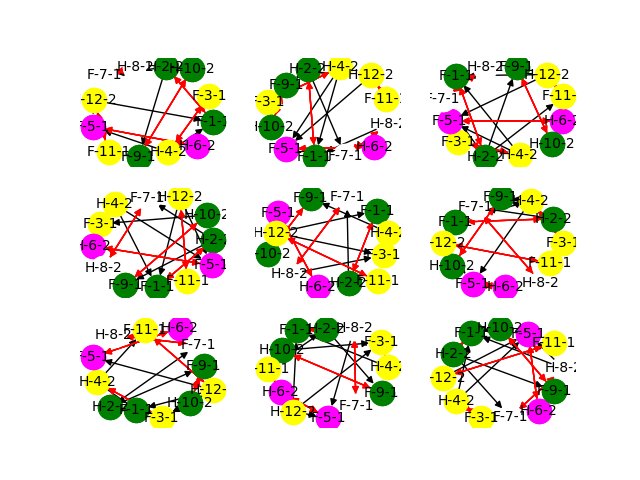 H-8-2 H-2-2 H-10-2
F-7-1
-12-2 F-3-1
F-5-1 F-1-1
F-11-1 F-9-1 H-4-2 H-6-2
H-2-2 H-4-2
F-9-1 H-12-2
F-3-1 F-11-1
H-10-2 H-8-2
F-5-1 F-1-1 F-7-1 H-6-2
H-8-2 F-9-1
F-1-1 H-12-2
F-7-1 F-11-1
F-5-1 H-6-2
F-3-1 H-10-2
H-2-2 H-4-2
F-7-1 H-12-2
H-4-2 H-10-2
F-3-1 H-2-2
H-6-2 F-5-1
H-8-2
F-9-1 F-1-1 F-11-1
F-9-1 F-7-1
F-5-1 F-1-1
H-12-2 H-4-2
-10-2 F-3-1
H-8-2 F-11-1
H-6-2 H-2-2
F-9-1 H-4-2
F-7-1
F-1-1 H-2-2
-12-2 F-3-1
H-10-2 F-11-1
F-5-1 H-6-2 H-8-2
F-11-1 H-6-2
H-8-2
F-5-1 F-7-1
F-9-1
H-4-2 H-12-
H-2-2 F-1-1 F-3-1 H-10-2
F-1-1 H-2-2 H-8-2
H-10-2 F-3-1
F-11-1 H-4-2
H-6-2 F-9-1
H-12-2 F-5-1 F-7-1
F-1-1 H-10-2 F-5-1
H-2-2 F-11-1
H-12-2 H-8-2
F-9-1
H-4-2 H-6-2
F-3-1 F-7-1